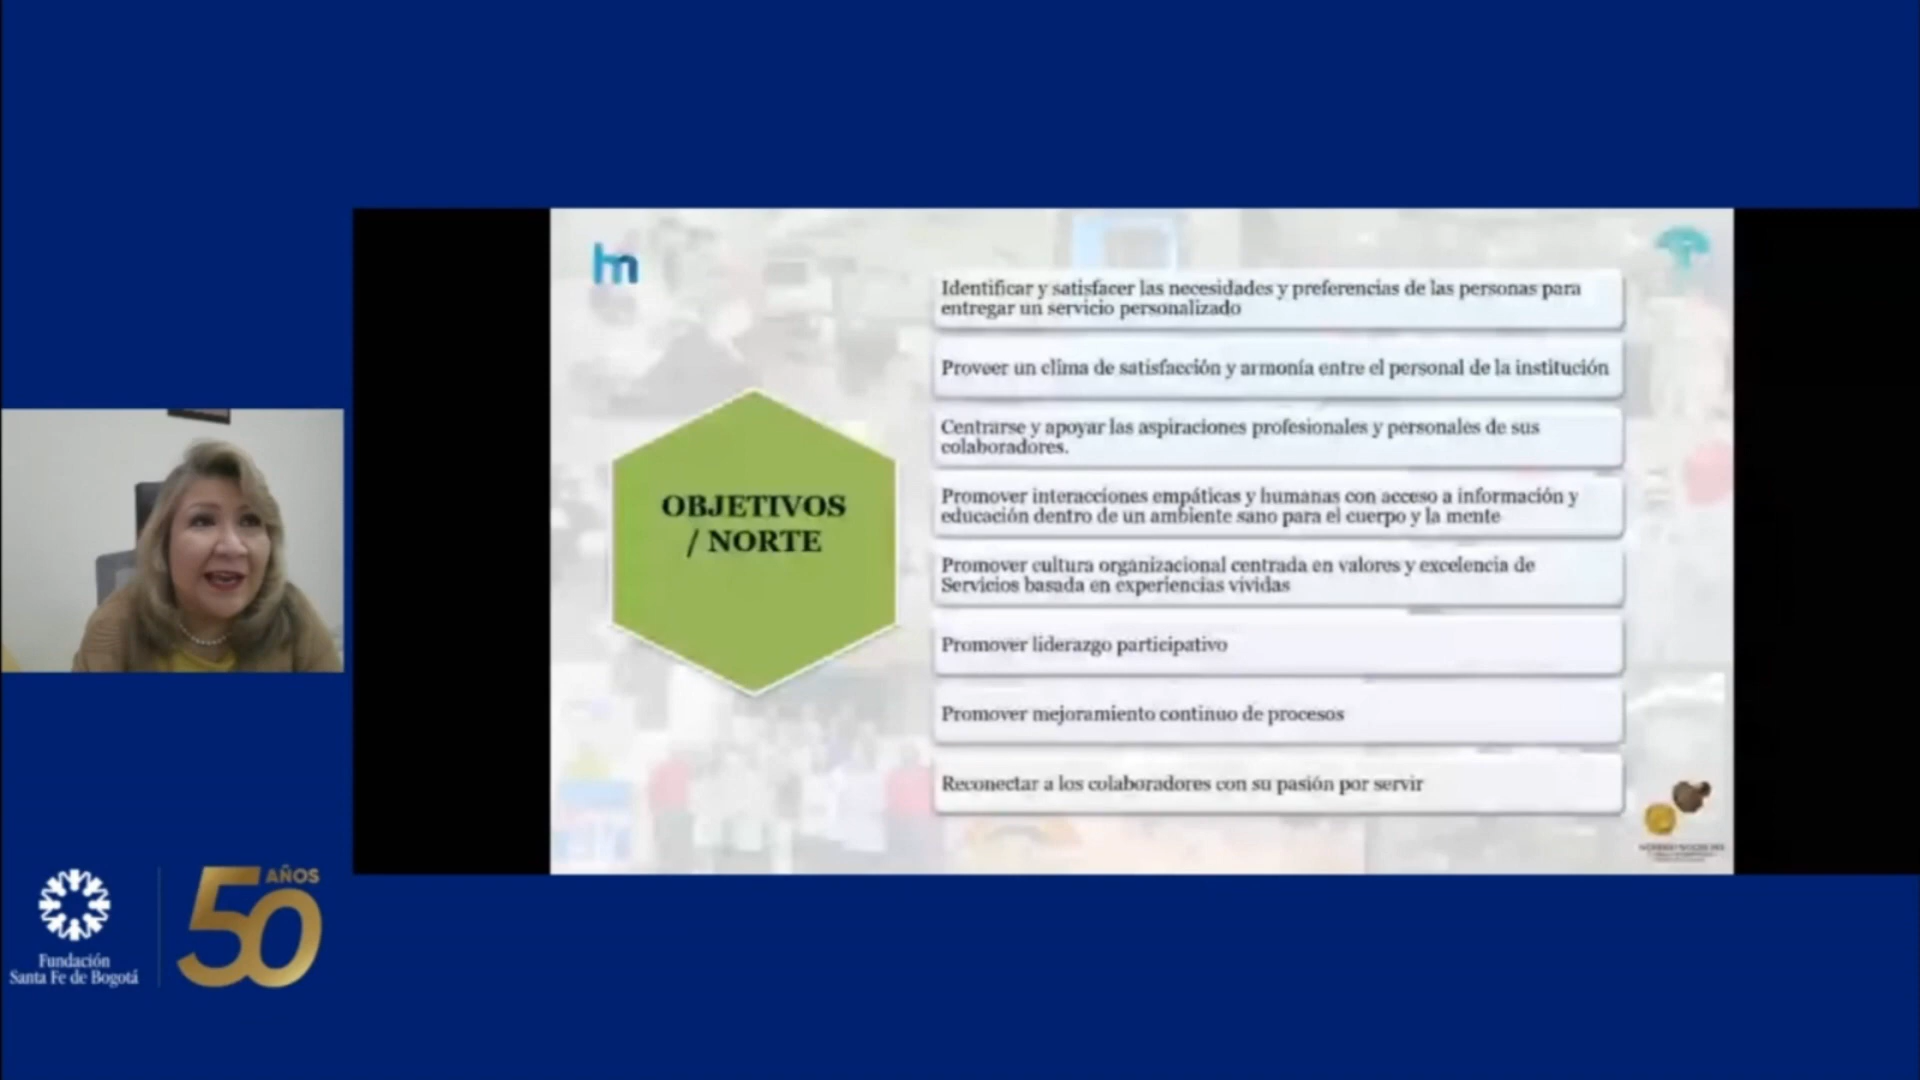 hm
OBJETIVOS
/ NORTE
Identificar y satisfacer las necesidades y preferencias de las personas para
entregar un servicio personalizado
Proveer un clima de satisfacción y armonía entre el personal de la institución
Centrarse y apoyar las aspiraciones profesionales y personales de sus
colaboradores.
Promover interacciones empáticas y humanas con acceso a información y
educación dentro de un ambiente sano para el cuerpo y la mente
Promover cultura organizacional centrada en valores y excelencia de
Servicios basada en experiencias vividas
Promover liderazgo participativo
Promover mejoramiento continuo de procesos
Reconectar a los colaboradores con su pasión por servir
Fundación
Santa Fe de Bogotá
50
AÑOS